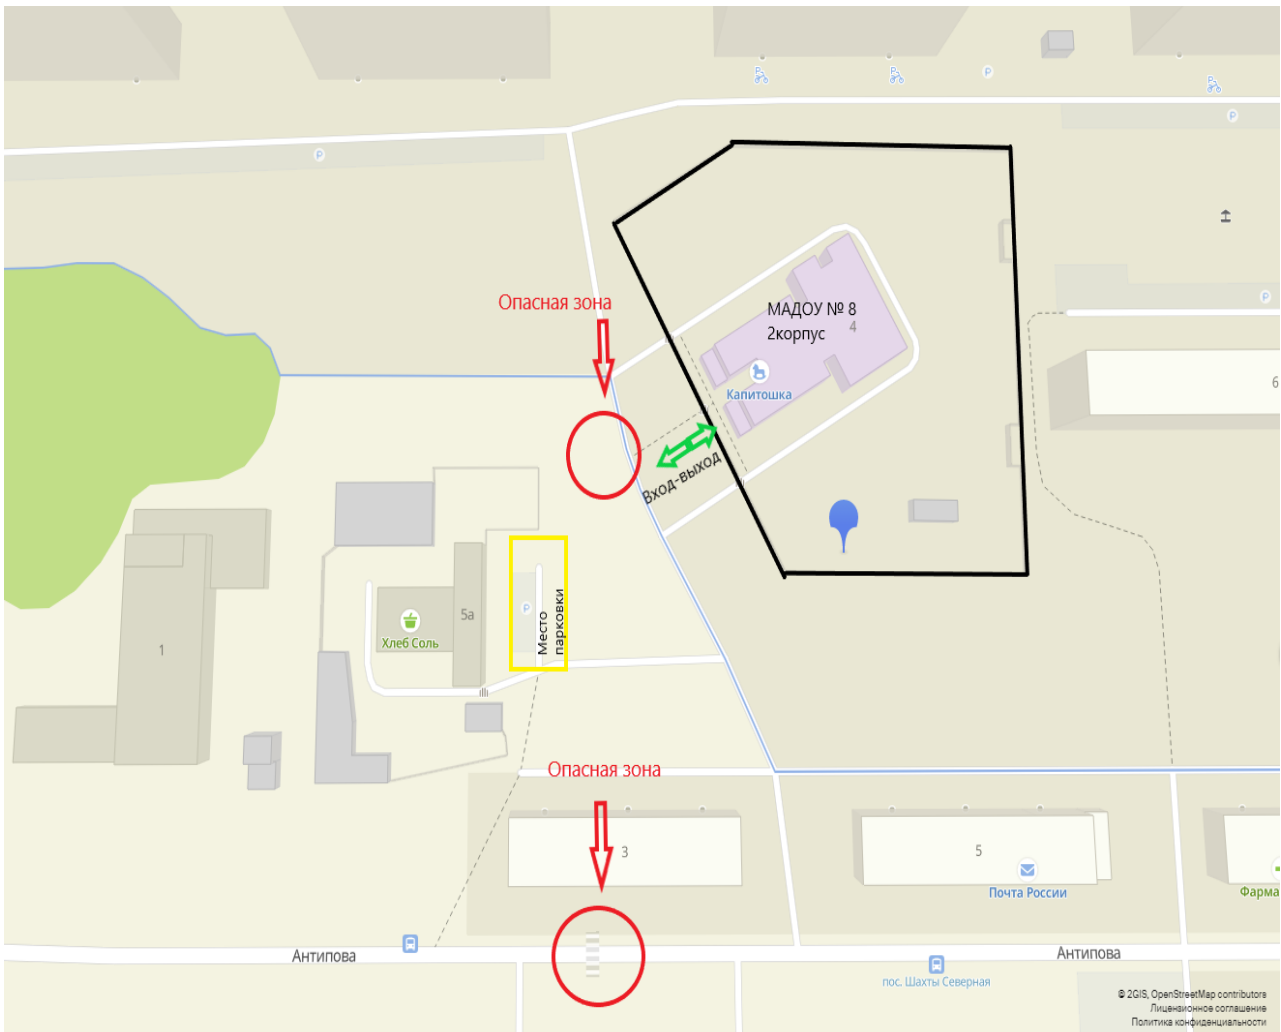 P
P
P
P
P
Опасная зона
МАДОУ № 8
2корпус
4
P
Капитошка
6
Вход-выход
5а
P
Место
парковки
Хлеб Соль
1
Опасная зона
3
5
Почта России
Фарма
Антипова
Антипова
пос. Шахты Северная
© 2GIS, OpenStreetMap contributors
Лицензионное соглашение
Политика конфиденциальности